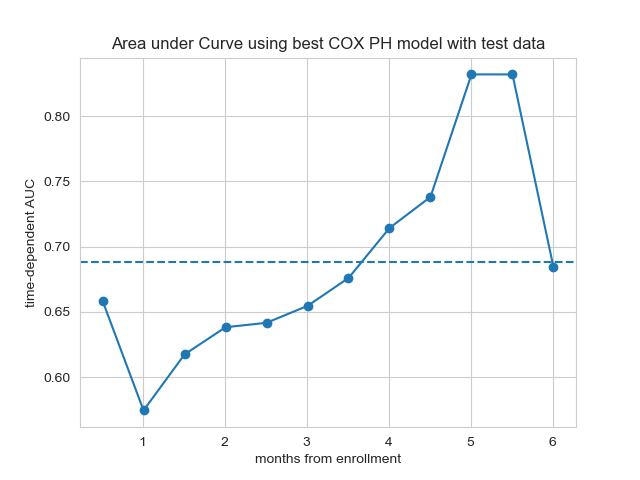 Area under Curve using best COX PH model with test data
time-dependent AUC
0.80
0.75
0.70
0.65
0.60
1 2 3 4 5 6
months from enrollment